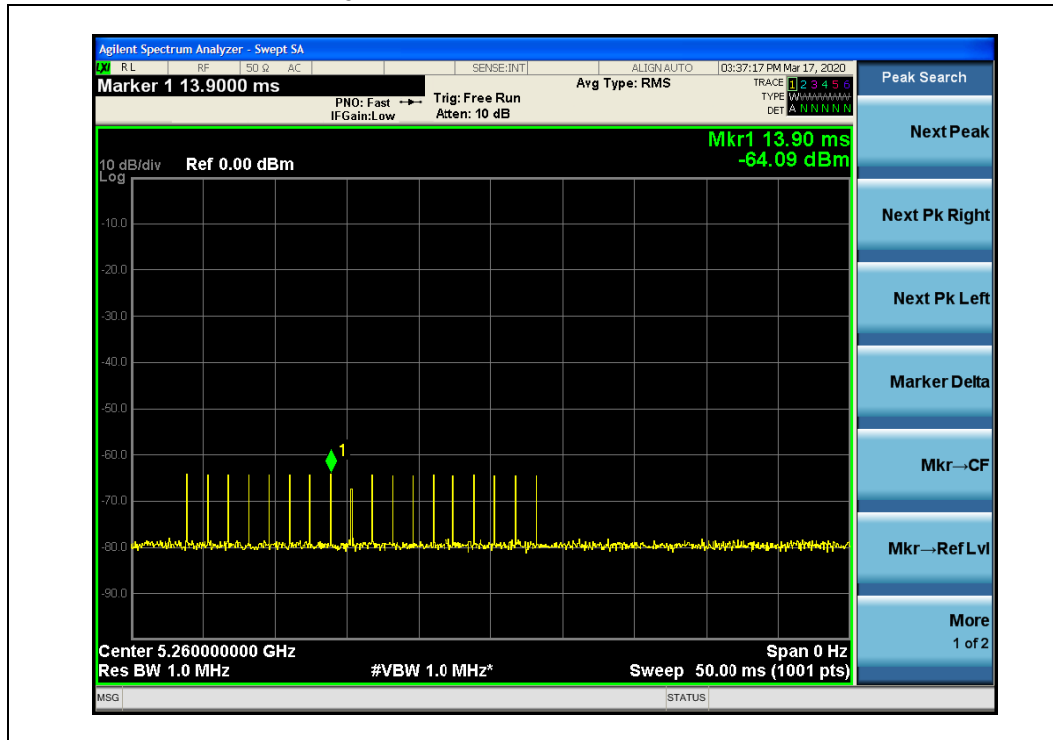 Agilent Spectrum Analyzer - Swept SA
LXI RL RF 50 Ω AC SENSE:INT ALIGN AUTO 03:37:17 PM Mar 17, 2020
Marker 1 13.9000 ms
PNO: Fast
IFGain:Low
Trig: Free Run
Atten: 10 dB
Avg Type: RMS
TRACE 1 2 3 4 5 6
TYPE WWWWWW
DET A N N N N N
Peak Search
Mkr1 13.90 ms
-64.09 dBm
10 dB/div Ref 0.00 dBm
Log
-10.0
-20.0
-30.0
-40.0
-50.0
-60.0
-70.0
-80.0
-90.0
1
Center 5.260000000 GHz
Span 0 Hz
Res BW 1.0 MHz
#VBW 1.0 MHz*
Sweep 50.00 ms (1001 pts)
MSG
STATUS
Next Peak
Next Pk Right
Next Pk Left
Marker Delta
Mkr→CF
Mkr→Ref Lvl
More
1 of 2